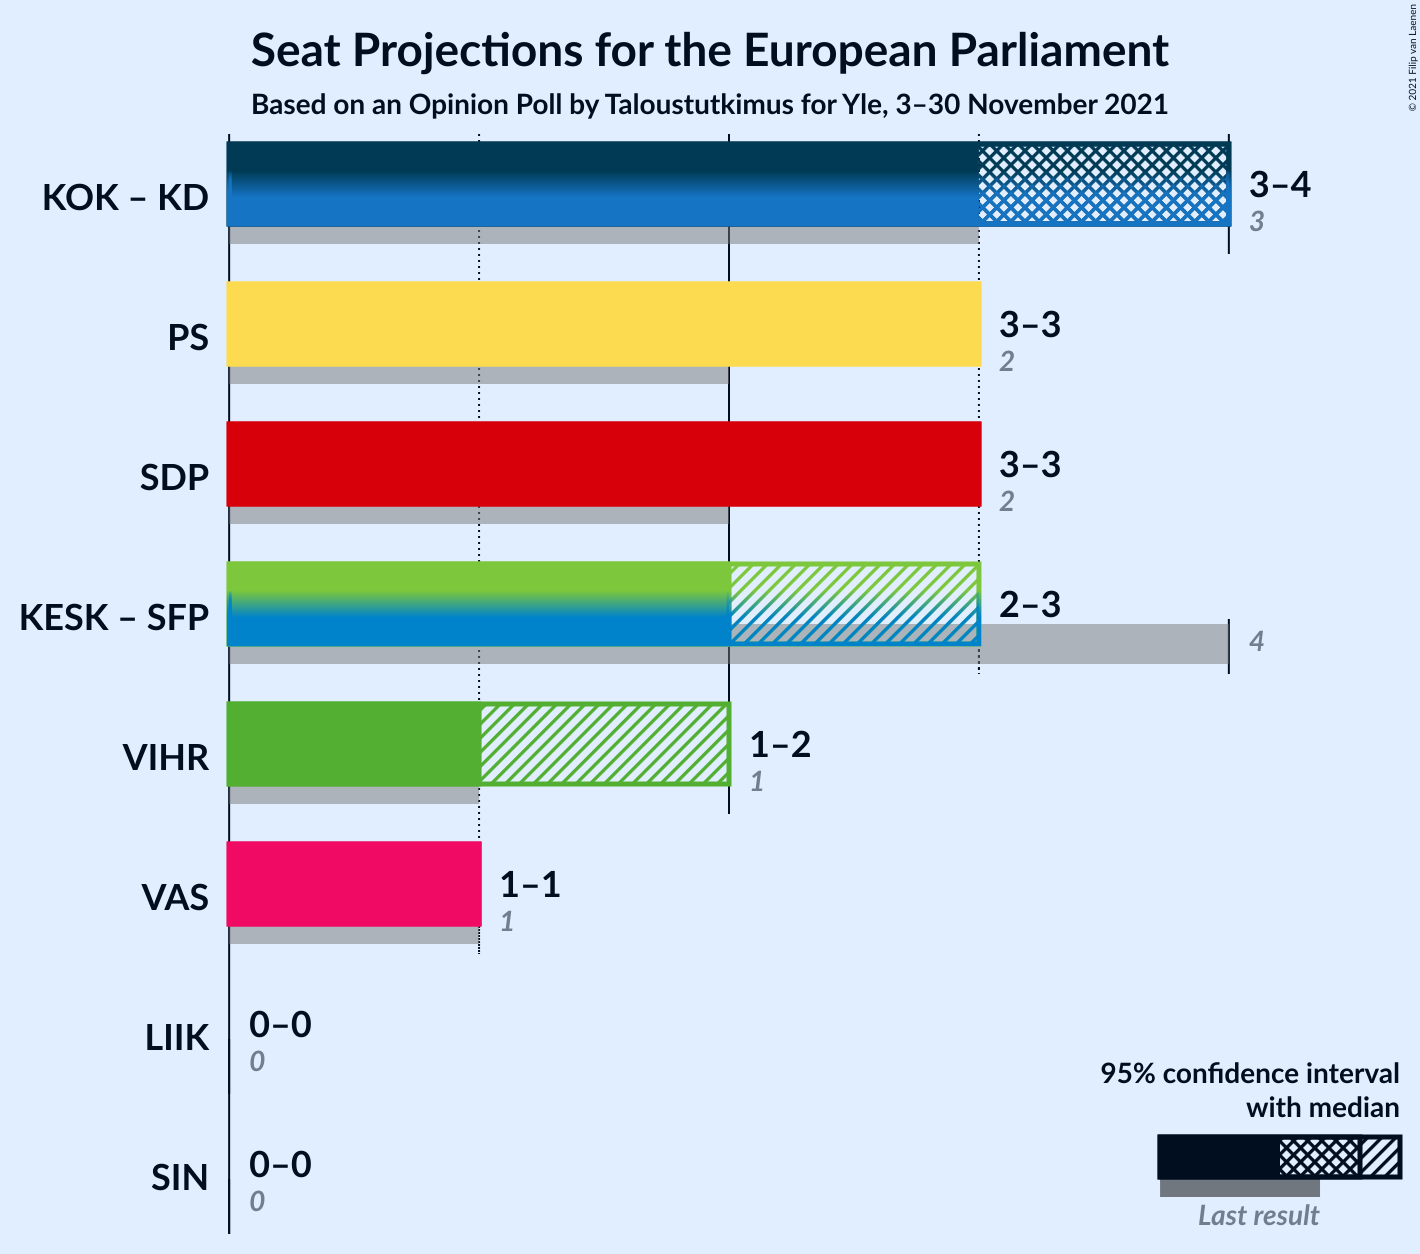 Seat Projections for the European Parliament
Based on an Opinion Poll by Taloustutkimus for Yle, 3–30 November 2021
© 2021 Filip van Laenen
KOK – KD
3–4
3
PS
3–3
2
SDP
3–3
2
KESK – SFP
2–3
4
VIHR
1–2
1
VAS
1–1
1
LIIK
0–0
0
SIN
0–0
0
95% confidence interval
with median
Last result